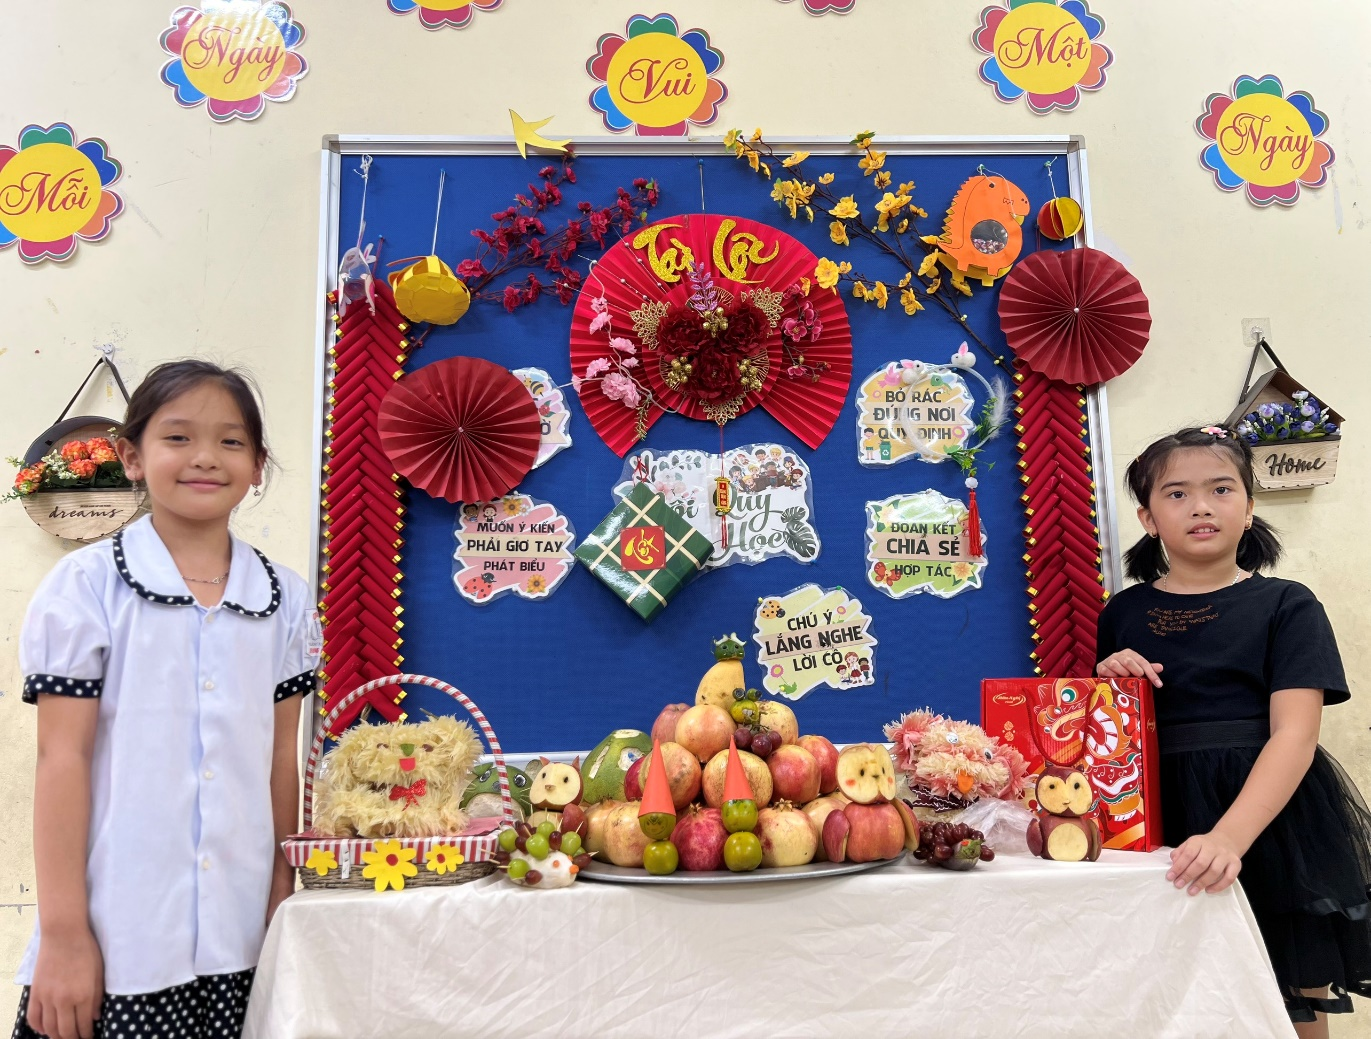 Mỗi
Ngày
Vui
Một
Ngày
Tài Lộc
BỎ RÁC
ĐÚNG NƠI
QUY ĐỊNH
Quy
Học
MUỐN Ý KIẾN
PHẢI GIƠ TAY
PHÁT BIỂU
ĐOÀN KẾT
CHIA SẺ
HỢP TÁC
CHÚ Ý
LẮNG NGHE
LỜI CÔ
dreams
Home